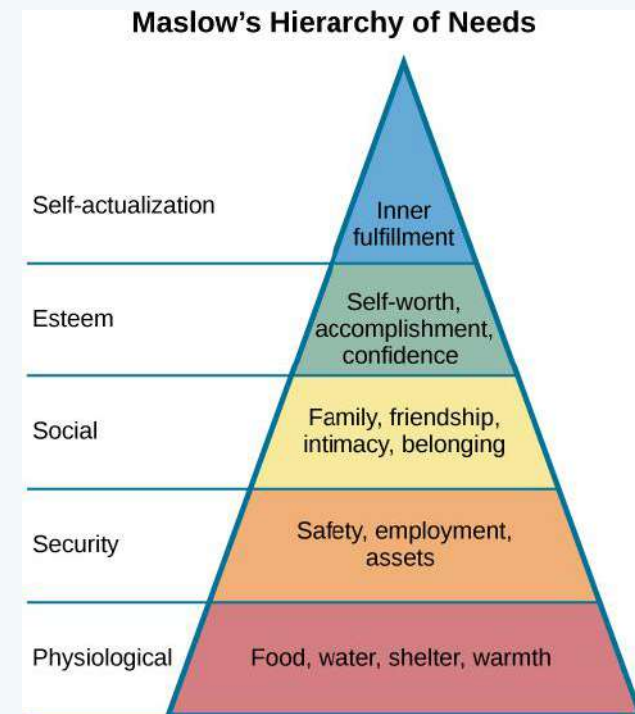 Maslow’s Hierarchy of Needs
Self-actualization
Inner
fulfillment
Esteem
Self-worth,
accomplishment,
confidence
Social
Family, friendship,
intimacy, belonging
Security
Safety, employment,
assets
Physiological
Food, water, shelter, warmth